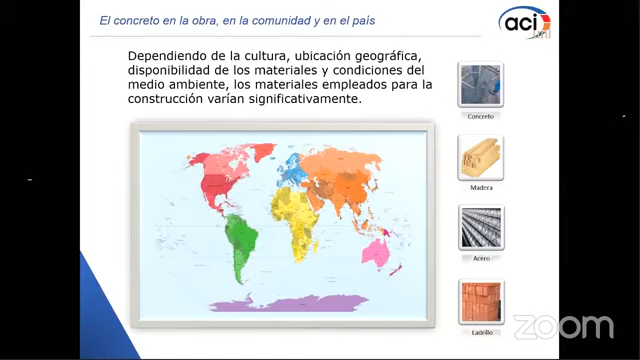 El concreto en la obra, en la comunidad y en el país
aci
Dependiendo de la cultura, ubicación geográfica,
disponibilidad de los materiales y condiciones del
medio ambiente, los materiales empleados para la
construcción varían significativamente.
Concreto
Madera
Acero
Ladrillo
zoom